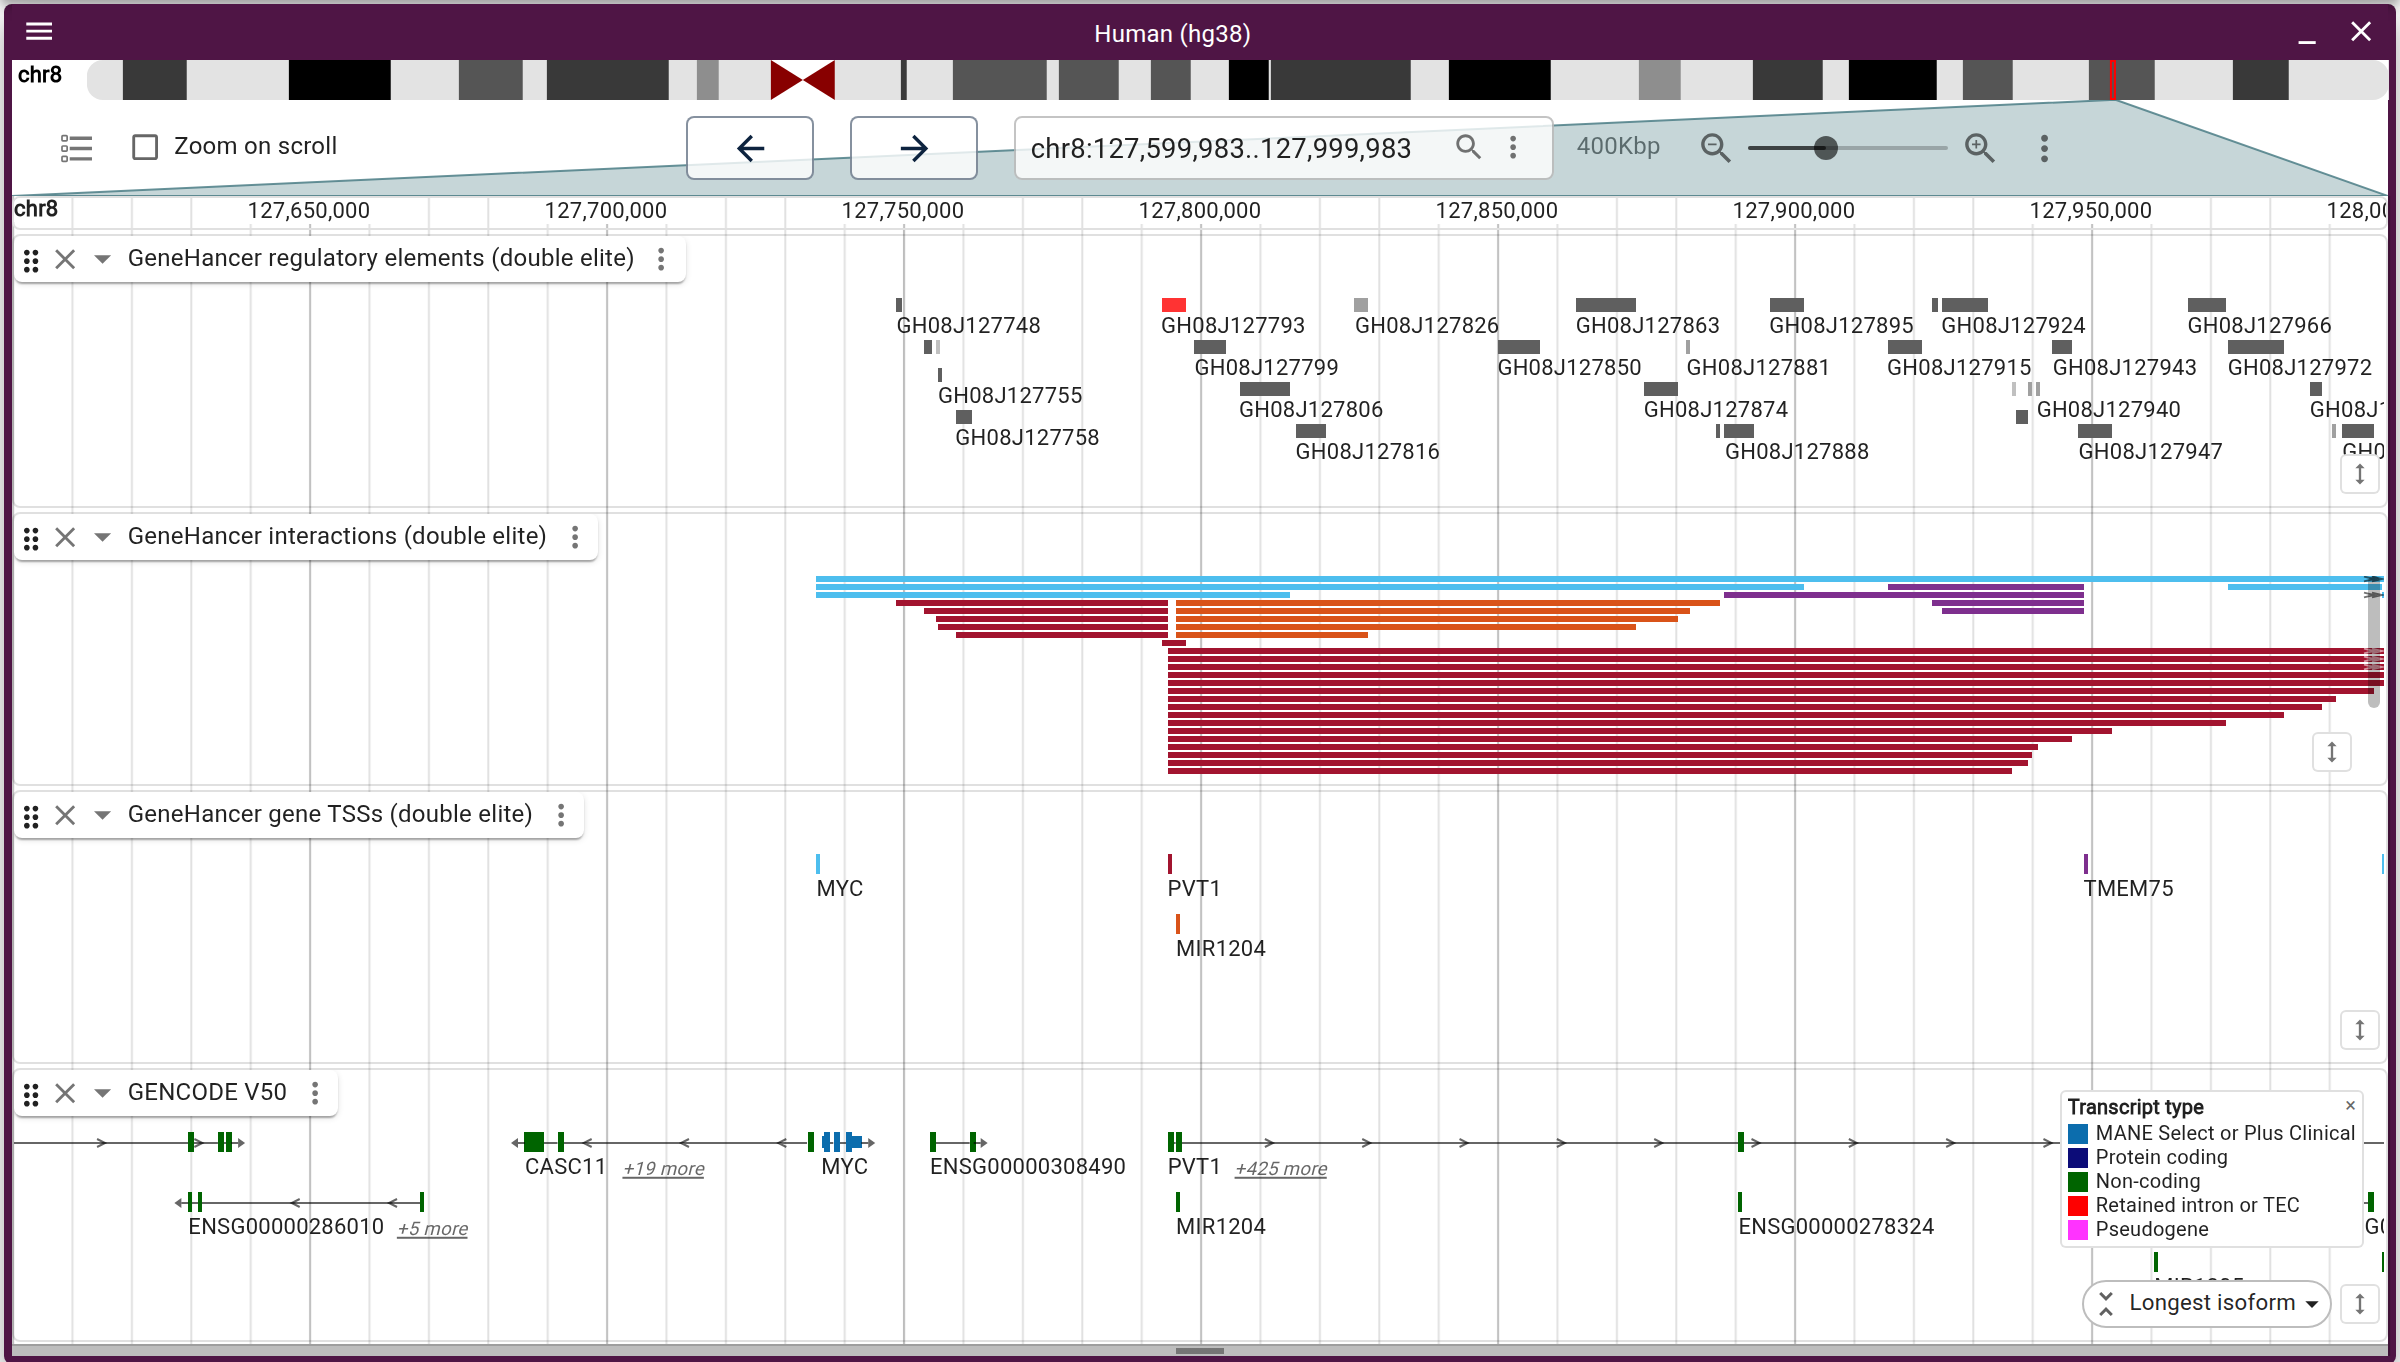 Human (hg38)
chr8
Zoom on scroll
chr8:127,599,983..127,999,983
400Kbp
chr8 127,650,000 127,700,000 127,750,000 127,800,000 127,850,000 127,900,000 127,950,000 128,0
GeneHancer regulatory elements (double elite)
GH08J127748 GH08J127793 GH08J127826 GH08J127863 GH08J127895 GH08J127924 GH08J127966
GH08J127799 GH08J127850 GH08J127881 GH08J127915 GH08J127943 GH08J127972
GH08J127755 GH08J127806 GH08J127874 GH08J127940 GH08J
GH08J127758 GH08J127816 GH08J127888 GH08J127947 GH0
GeneHancer interactions (double elite)
GeneHancer gene TSSs (double elite)
MYC PVT1 TMEM75
MIR1204
GENCODE V50
CASC11 +19 more MYC ENSG00000308490 PVT1 +425 more
ENSG00000286010 +5 more MIR1204 ENSG00000278324
Transcript type ×
MANE Select or Plus Clinical
Protein coding
Non-coding
Retained intron or TEC
Pseudogene
Longest isoform